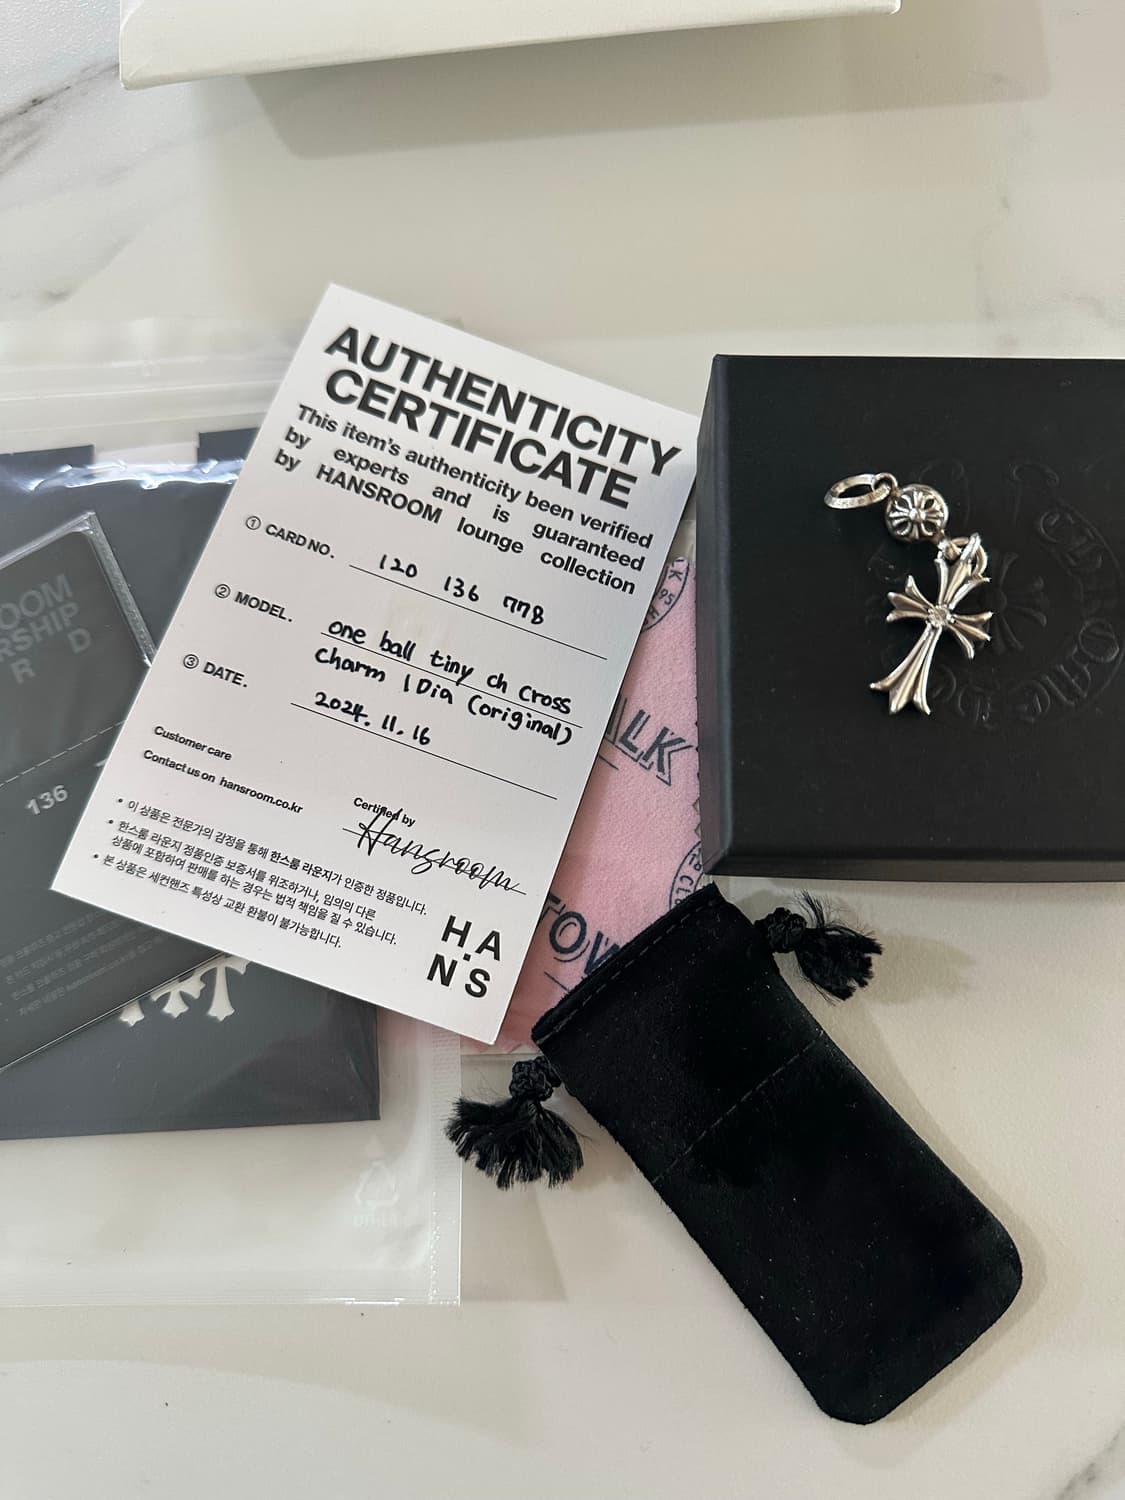 AUTHENTICITY
CERTIFICATE
This item's authenticity been verified
by experts and is guaranteed
by HANSROOM lounge collection
① CARD NO. 120 136 778
② MODEL. one ball tiny ch cross
charm 1 Dia (original)
③ DATE. 2024. 11. 16
Customer care
Contact us on hansroom.co.kr
Certified by
Hansroom
• 이 상품은 전문가의 감정을 통해 한스룸 라운지가 인증한 정품입니다.
• 한스룸 라운지 정품인증 보증서를 위조하거나, 임의의 다른
상품에 포함하여 판매를 하는 경우는 법적 책임을 질 수 있습니다.
• 본 상품은 세컨핸즈 특성상 교환 환불이 불가능합니다.
H A
N.S
OOM
RSHIP
R D
136
ALK
TOW